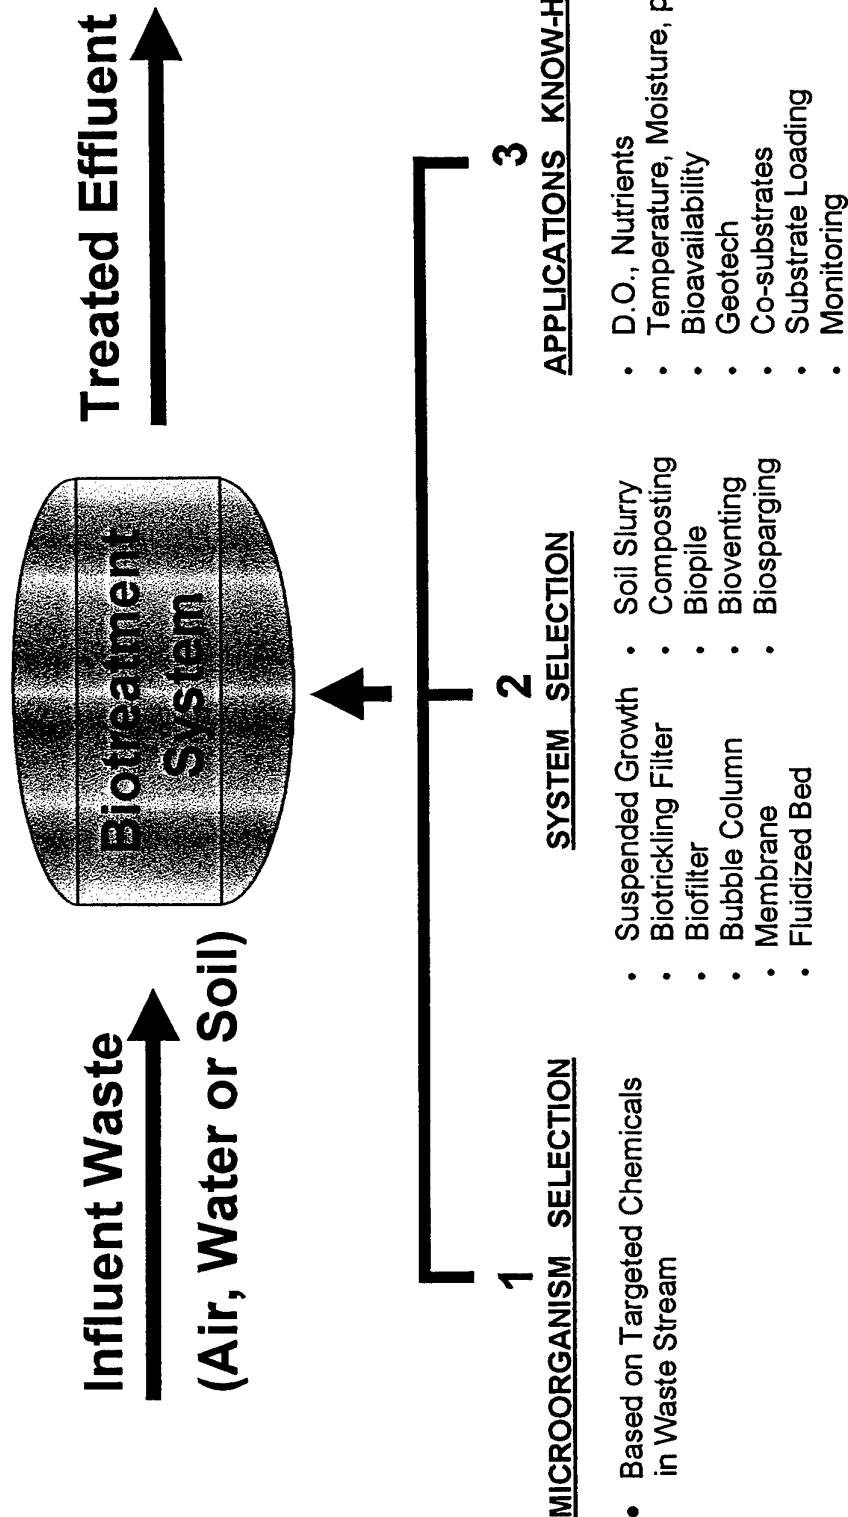 Influent Waste
(Air, Water or Soil)
Biotreatment
System
Treated Effluent
1
MICROORGANISM SELECTION
• Based on Targeted Chemicals
in Waste Stream
2
SYSTEM SELECTION
• Suspended Growth
• Biotrickling Filter
• Biofilter
• Bubble Column
• Membrane
• Fluidized Bed
• Soil Slurry
• Composting
• Biopile
• Bioventing
• Biosparging
3
APPLICATIONS KNOW-H
• D.O., Nutrients
• Temperature, Moisture, p
• Bioavailability
• Geotech
• Co-substrates
• Substrate Loading
• Monitoring